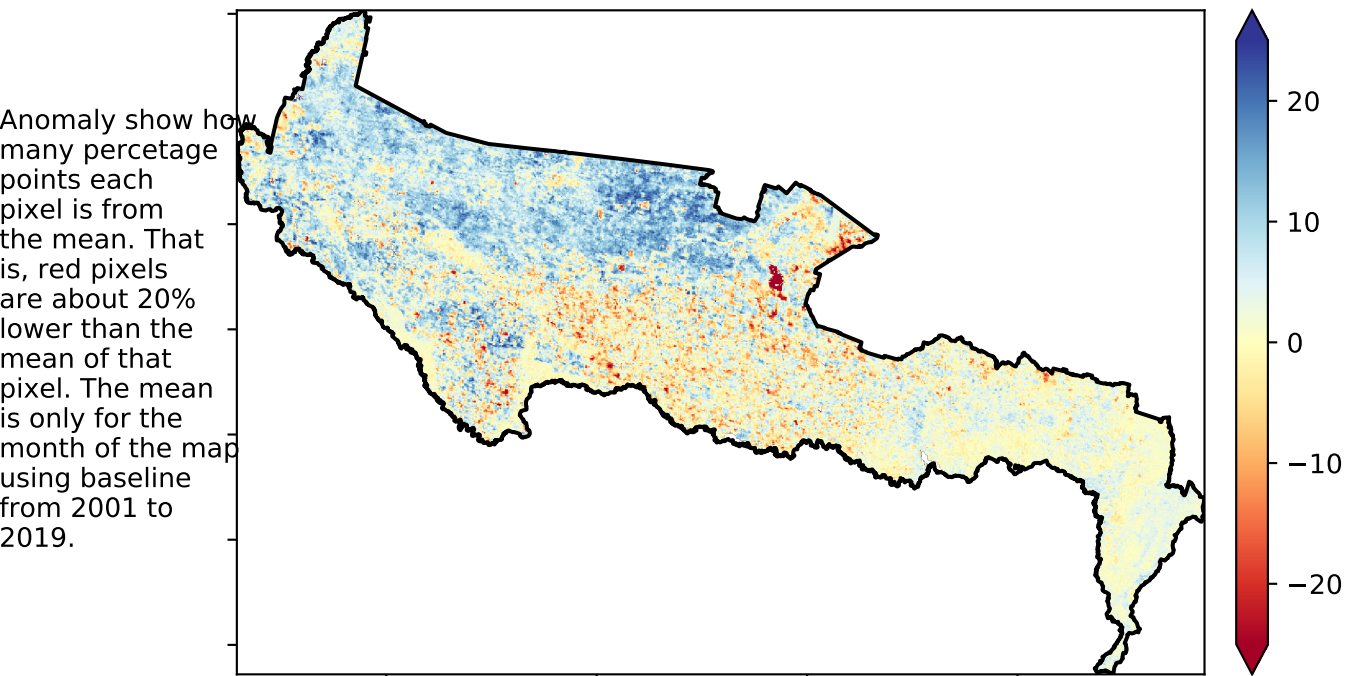 Anomaly show how
many percetage
points each
pixel is from
the mean. That
is, red pixels
are about 20%
lower than the
mean of that
pixel. The mean
is only for the
month of the map
using baseline
from 2001 to
2019.
20
10
0
−10
−20